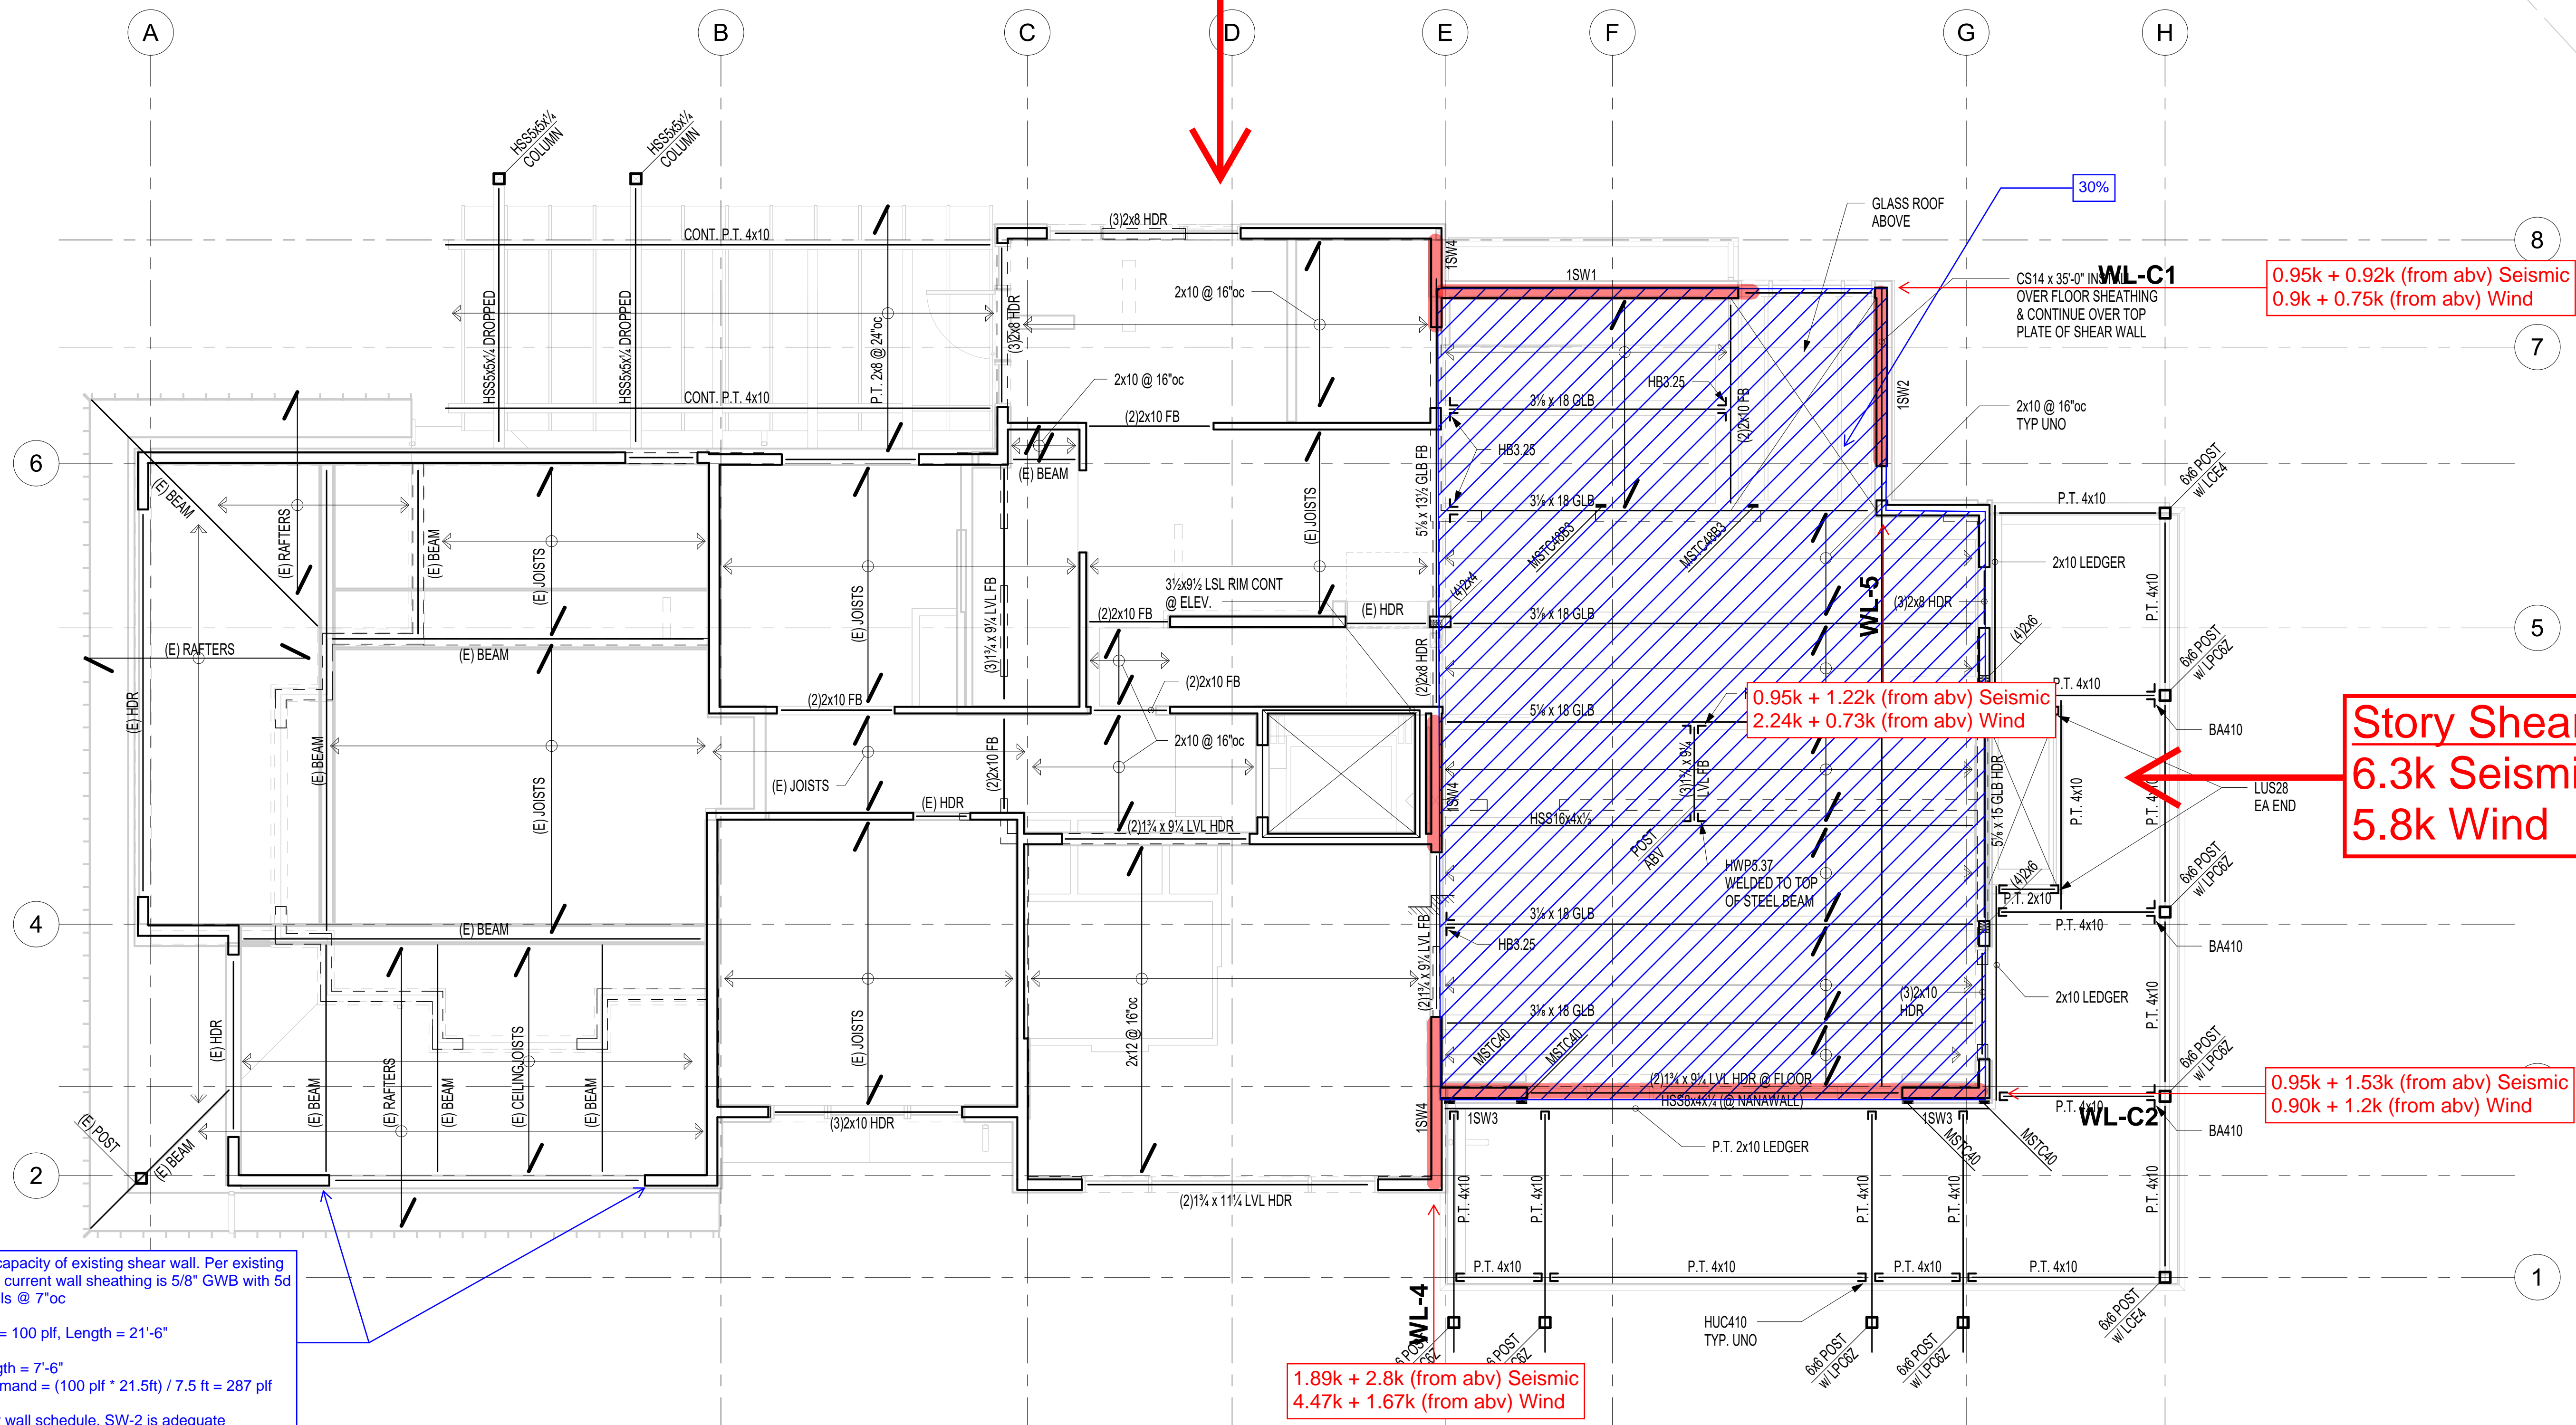 A
B
C
D
E
F
G
H
HSS5x5x¼
COLUMN
HSS5x5x¼
COLUMN
30%
(3)2x8 HDR
GLASS ROOF
ABOVE
8
CONT. P.T. 4x10
1SW4
1SW1
WL-C1
CS14 x 35'-0" INSTALL
OVER FLOOR SHEATHING
& CONTINUE OVER TOP
PLATE OF SHEAR WALL
0.95k + 0.92k (from abv) Seismic
0.9k + 0.75k (from abv) Wind
2x10 @ 16"oc
HSS5x5x¼ DROPPED
HSS5x5x¼ DROPPED
P.T. 2x8 @ 24"oc
(3)2x8 HDR
7
2x10 @ 16"oc
HB3.25
1SW2
CONT. P.T. 4x10
3⅛ x 18 GLB
2x10 @ 16"oc
TYP UNO
(2)2x10 FB
(2)2x10 FB
6
HB3.25
(E) BEAM
(E) BEAM
(E) RAFTERS
(E) BEAM
(E) JOISTS
(E) JOISTS
5⅛ x 13½ GLB FB
6x6 POST
w/ LCE4
P.T. 4x10
3⅛ x 18 GLB
MSTC48B3
MSTC48B3
2x10 LEDGER
3½x9½ LSL RIM CONT
@ ELEV.
(4)2x4
WL-5
(3)2x8 HDR
P.T. 4x10
(2)2x10 FB
(E) HDR
3⅛ x 18 GLB
5
(E) JOISTS
(3)1¾ x 9¼ LVL FB
(4)2x6
6x6 POST
w/ LPC6Z
(E) RAFTERS
(E) BEAM
(2)2x8 HDR
(E) HDR
(2)2x10 FB
(2)2x10 FB
0.95k + 1.22k (from abv) Seismic
2.24k + 0.73k (from abv) Wind
P.T. 4x10
5⅛ x 18 GLB
BA410
Story Shear
6.3k Seismic
5.8k Wind
2x10 @ 16"oc
(E) BEAM
(E) JOISTS
(E) JOISTS
(2)2x10 FB
(3)1¾ x 9¼
LVL FB
5⅛ x 15 GLB HDR
P.T. 4x10
P.T. 4x10
LUS28
EA END
(E) HDR
1SW4
HSS16x4x½
(2)1¾ x 9¼ LVL HDR
POST
ABV
HWP5.37
WELDED TO TOP
OF STEEL BEAM
(4)2x6
P.T. 2x10
6x6 POST
w/ LPC6Z
4
(E) BEAM
3⅛ x 18 GLB
P.T. 4x10
HB3.25
BA410
(2)1¾ x 9¼ LVL FB
(3)2x10
HDR
2x10 LEDGER
P.T. 4x10
3⅛ x 18 GLB
(E) HDR
(E) JOISTS
2x12 @ 16"oc
MSTC40
MSTC40
6x6 POST
w/ LPC6Z
(E) BEAM
(E) RAFTERS
(E) BEAM
(E) CEILING JOISTS
(E) BEAM
(2)1¾ x 9¼ LVL HDR @ FLOOR
HSS8x4x¼ (@ NANAWALL)
0.95k + 1.53k (from abv) Seismic
0.90k + 1.2k (from abv) Wind
P.T. 4x10
WL-C2
(3)2x10 HDR
1SW4
1SW3
1SW3
BA410
(E) POST
(E) BEAM
P.T. 2x10 LEDGER
MSTC40
MSTC40
2
(2)1¾ x 11¼ LVL HDR
P.T. 4x10
P.T. 4x10
P.T. 4x10
P.T. 4x10
P.T. 4x10
capacity of existing shear wall. Per existing
current wall sheathing is 5/8" GWB with 5d
ls @ 7"oc
= 100 plf, Length = 21'-6"
gth = 7'-6"
mand = (100 plf * 21.5ft) / 7.5 ft = 287 plf
wall schedule, SW-2 is adequate
P.T. 4x10
P.T. 4x10
P.T. 4x10
P.T. 4x10
1
WL-4
HUC410
TYP. UNO
6x6 POST
w/ LPC6Z
6x6 POST
w/ LPC6Z
6x6 POST
w/ LCE4
1.89k + 2.8k (from abv) Seismic
4.47k + 1.67k (from abv) Wind